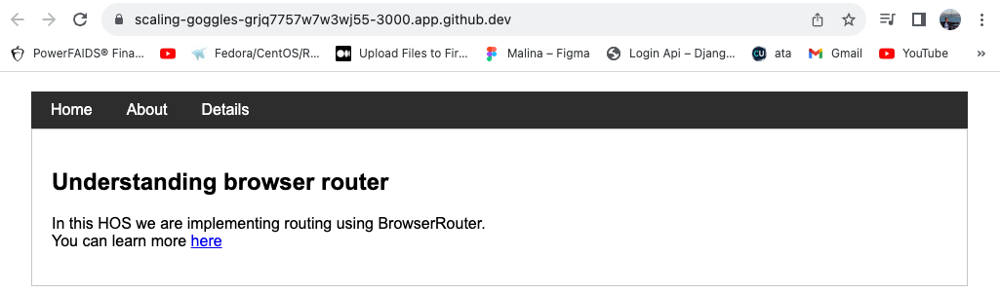 scaling-goggles-grjq7757w7w3wj55-3000.app.github.dev
PowerFAIDS® Fina... Fedora/CentOS/R... Upload Files to Fir... Malina – Figma Login Api – Djang... CU ata Gmail YouTube »
Home About Details
Understanding browser router
In this HOS we are implementing routing using BrowserRouter.
You can learn more here